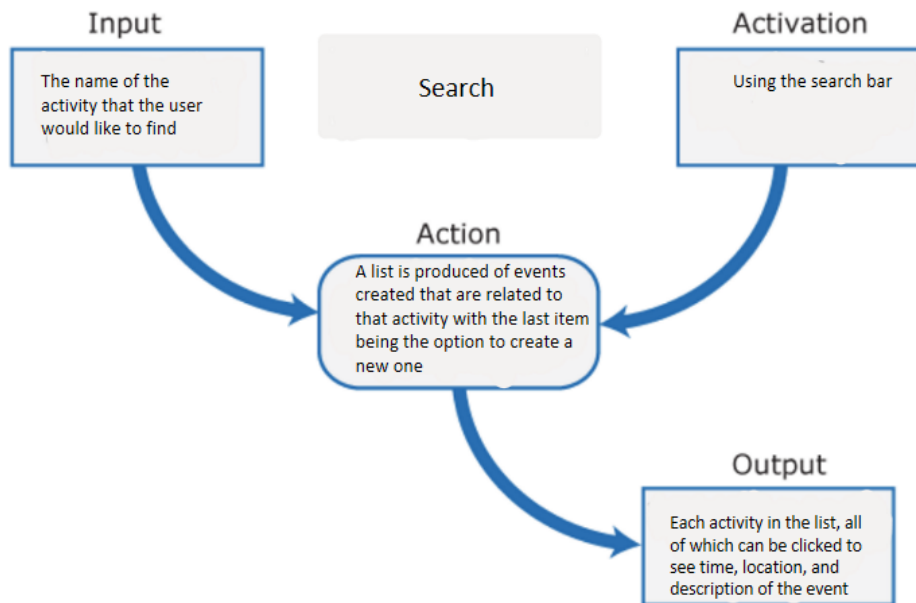 Input
The name of the
activity that the user
would like to find
Search
Activation
Using the search bar
Action
A list is produced of events
created that are related to
that activity with the last item
being the option to create a
new one
Output
Each activity in the list, all
of which can be clicked to
see time, location, and
description of the event